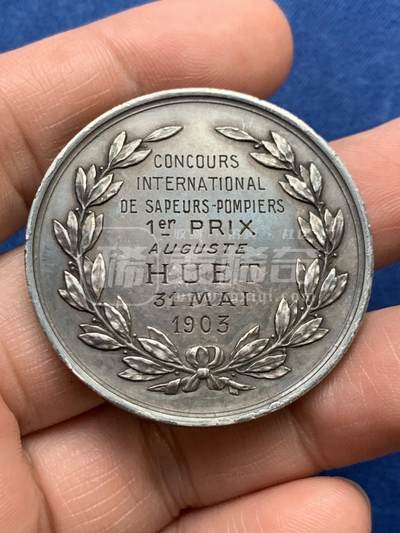 CONCOURS
INTERNATIONAL
DE SAPEURS-POMPIERS
1er PRIX
AUGUSTE
HUET
31 MAI
1903